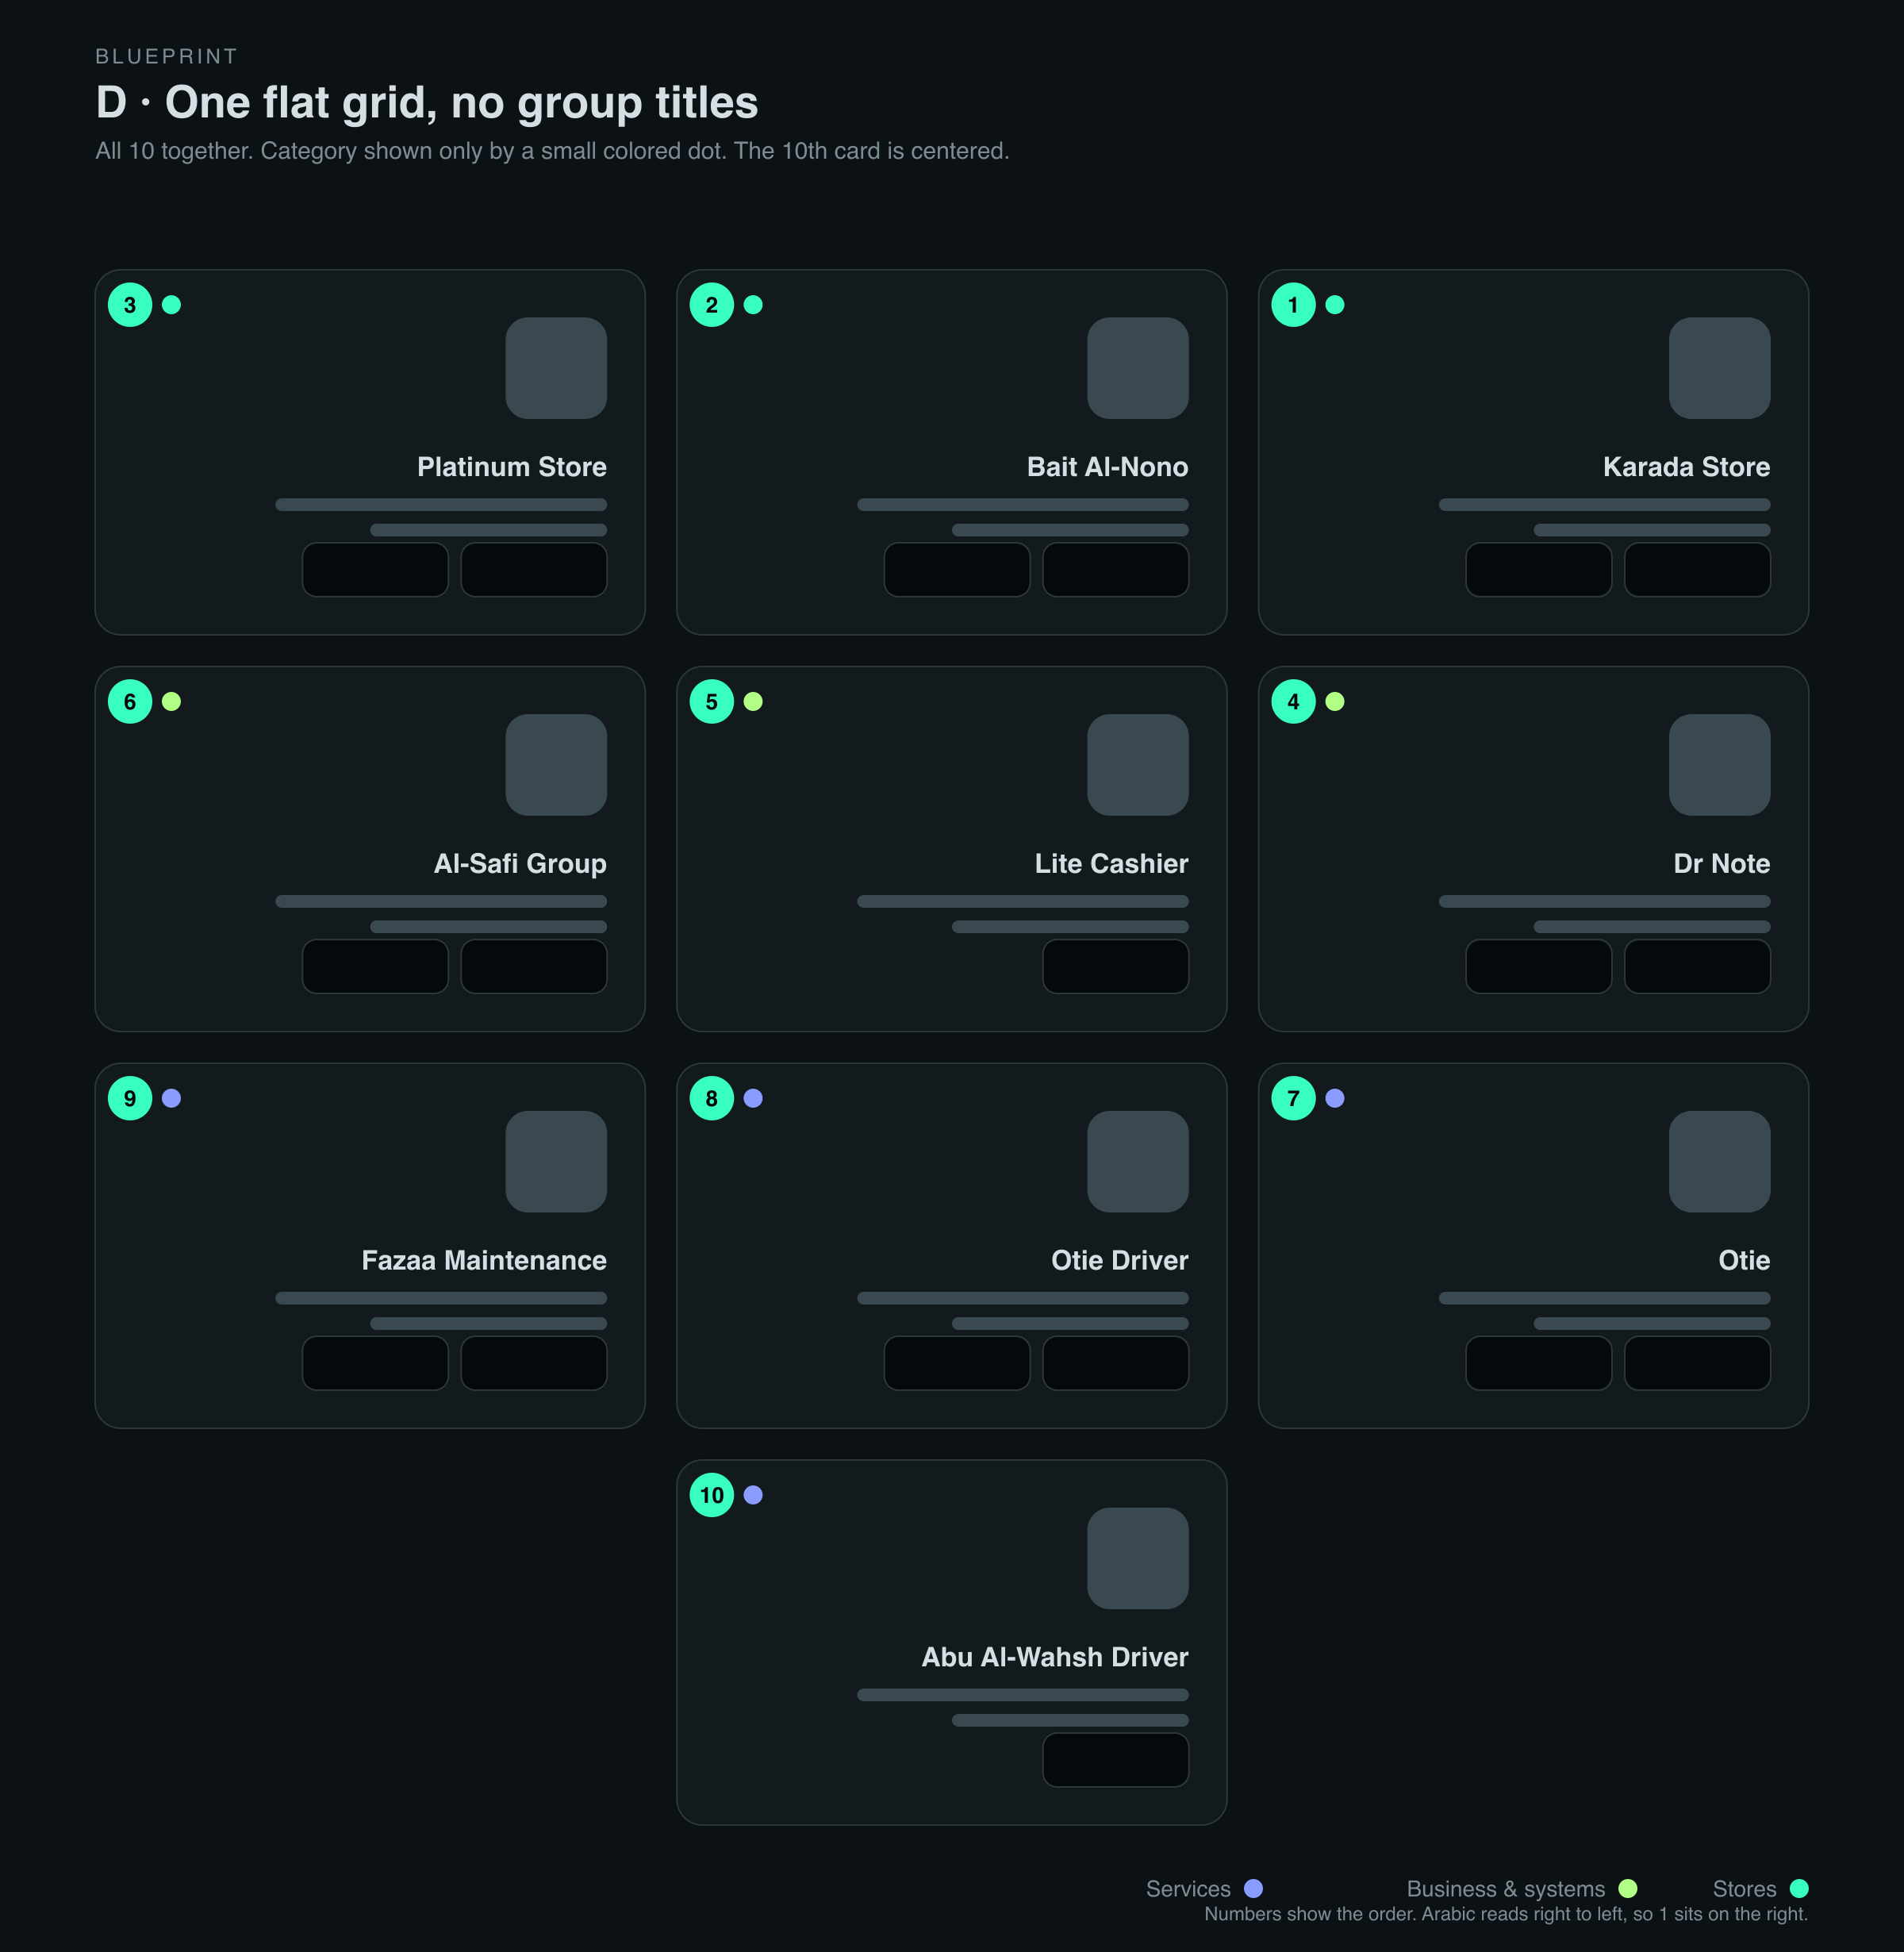 BLUEPRINT
D · One flat grid, no group titles
All 10 together. Category shown only by a small colored dot. The 10th card is centered.
3
2
1
Platinum Store
Bait Al-Nono
Karada Store
6
5
4
Al-Safi Group
Lite Cashier
Dr Note
9
8
7
Fazaa Maintenance
Otie Driver
Otie
10
Abu Al-Wahsh Driver
Services
Business & systems
Stores
Numbers show the order. Arabic reads right to left, so 1 sits on the right.